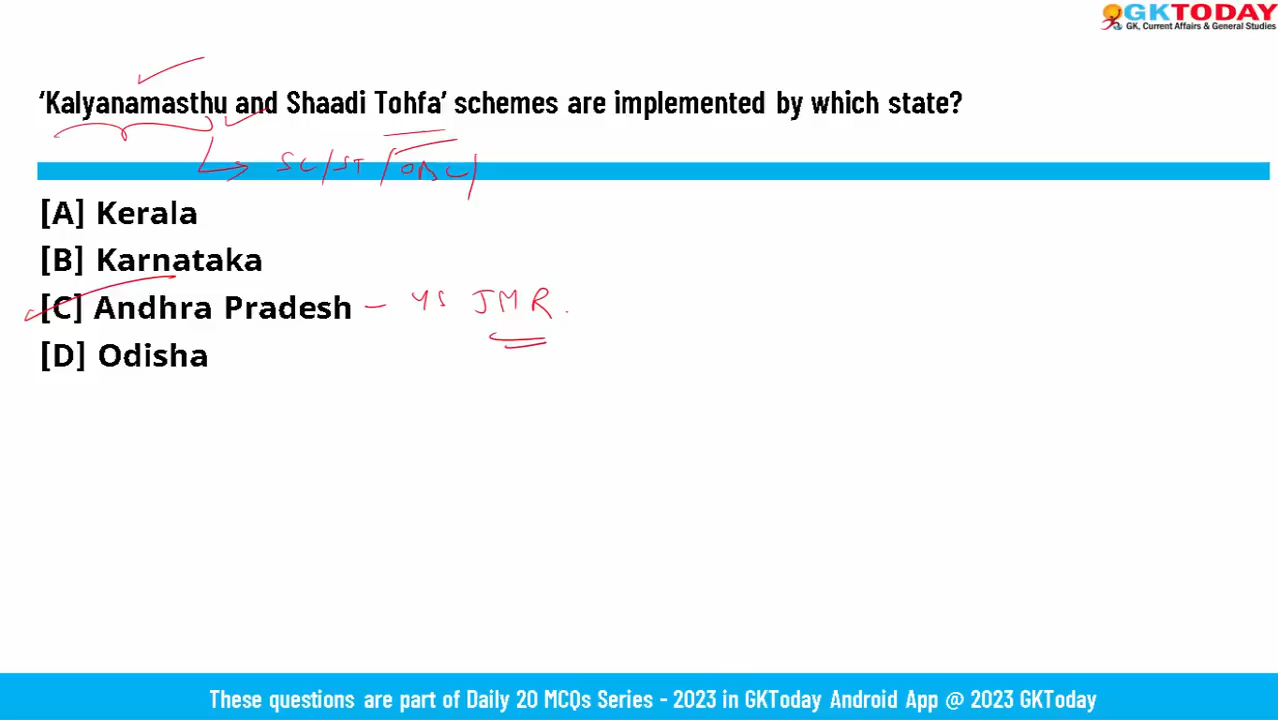 GKTODAY
GK, Current Affairs & General Studies
‘Kalyanamasthu and Shaadi Tohfa’ schemes are implemented by which state?
SC/ST/OBC/
[A] Kerala
[B] Karnataka
[C] Andhra Pradesh – YS JMR.
[D] Odisha
These questions are part of Daily 20 MCQs Series - 2023 in GKToday Android App @ 2023 GKToday